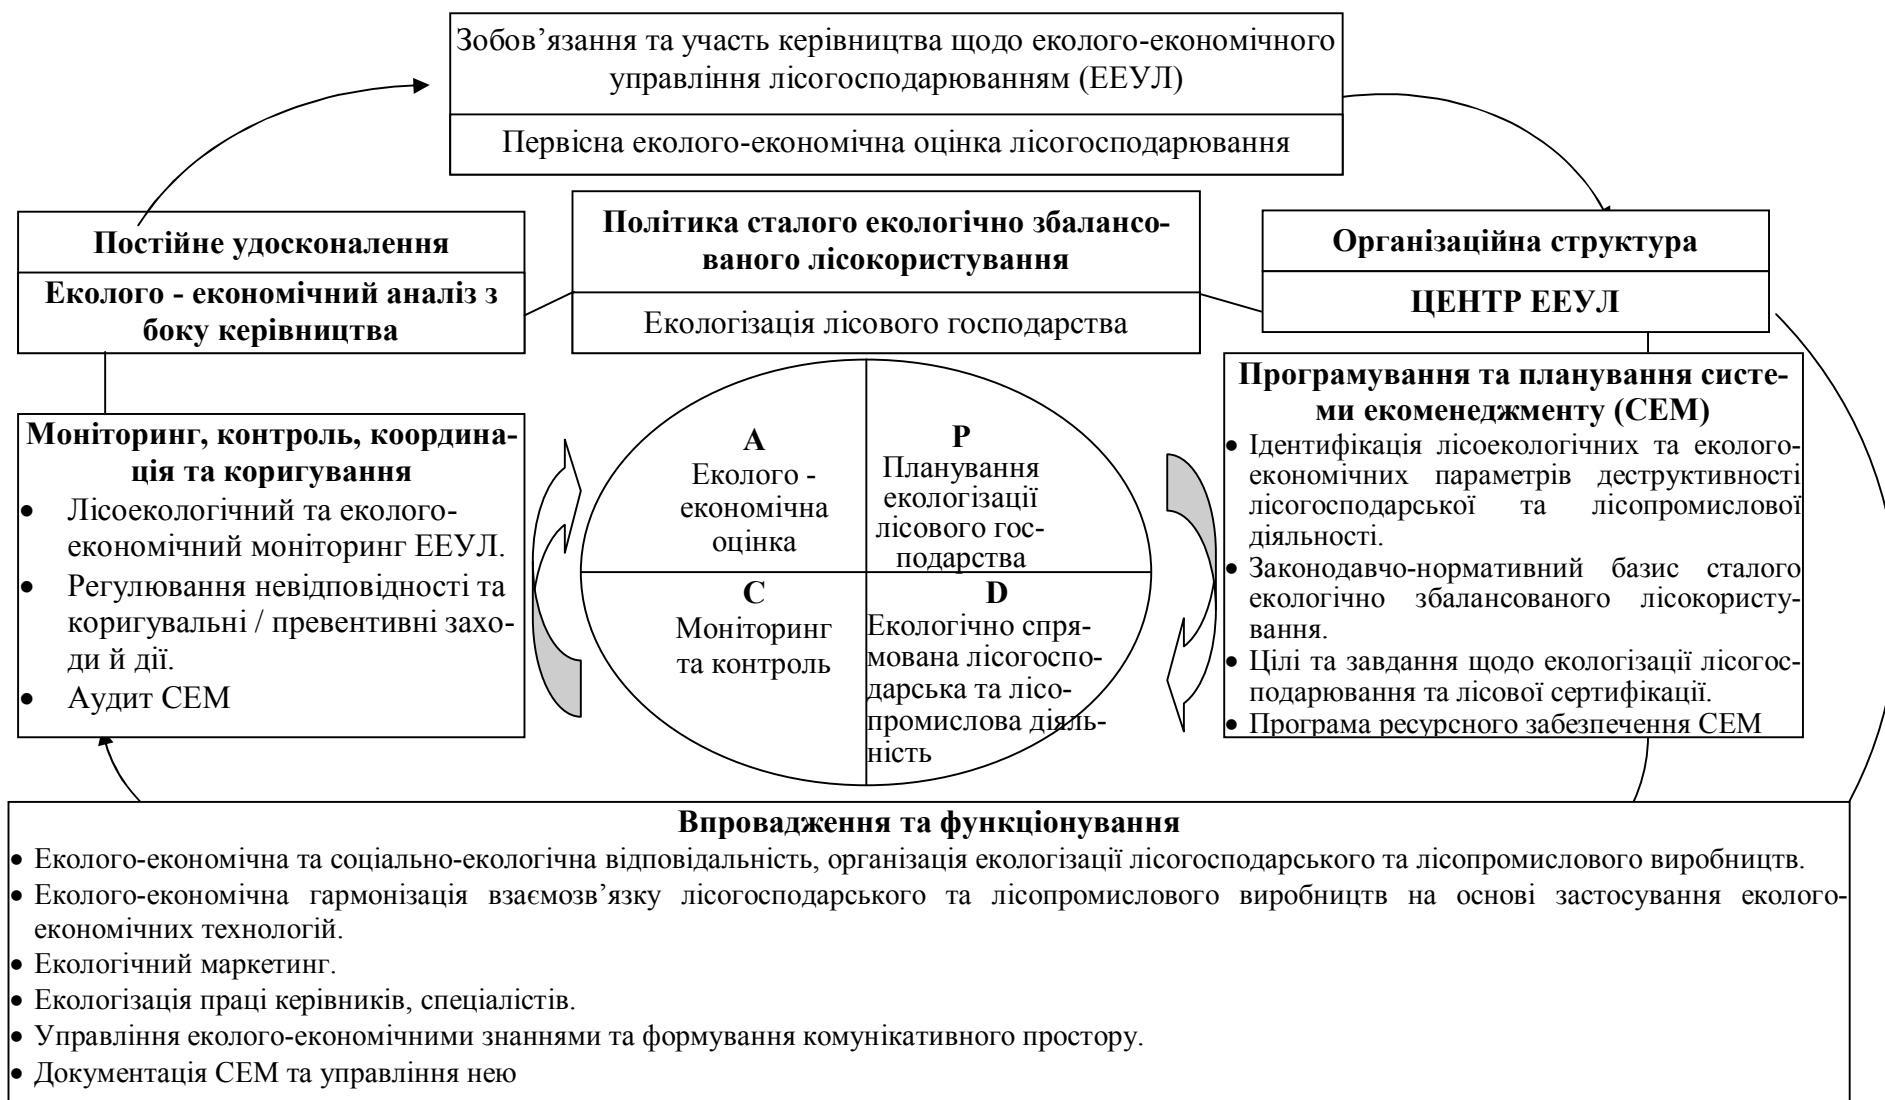 Зобов’язання та участь керівництва щодо еколого-економічного
управління лісогосподарюванням (ЕЕУЛ)
Первісна еколого-економічна оцінка лісогосподарювання
Постійне удосконалення
Еколого - економічний аналіз з
боку керівництва
Політика сталого екологічно збалансо-
ваного лісокористування
Екологізація лісового господарства
Організаційна структура
ЦЕНТР ЕЕУЛ
Моніторинг, контроль, координа-
ція та коригування
• Лісоекологічний та еколого-
економічний моніторинг ЕЕУЛ.
• Регулювання невідповідності та
коригувальні / превентивні захо-
ди й дії.
• Аудит СЕМ
A
Еколого -
економічна
оцінка
P
Планування
екологізації
лісового гос-
подарства
C
Моніторинг
та контроль
D
Екологічно спря-
мована лісогоспо-
дарська та лісо-
промислова діяль-
ність
Програмування та планування систе-
ми екоменеджменту (СЕМ)
• Ідентифікація лісоекологічних та еколого-
економічних параметрів деструктивності
лісогосподарської та лісопромислової
діяльності.
• Законодавчо-нормативний базис сталого
екологічно збалансованого лісокористу-
вання.
• Цілі та завдання щодо екологізації лісогос-
подарювання та лісової сертифікації.
• Програма ресурсного забезпечення СЕМ
Впровадження та функціонування
• Еколого-економічна та соціально-екологічна відповідальність, організація екологізації лісогосподарського та лісопромислового виробництв.
• Еколого-економічна гармонізація взаємозв’язку лісогосподарського та лісопромислового виробництв на основі застосування еколого-
економічних технологій.
• Екологічний маркетинг.
• Екологізація праці керівників, спеціалістів.
• Управління еколого-економічними знаннями та формування комунікативного простору.
• Документація СЕМ та управління нею